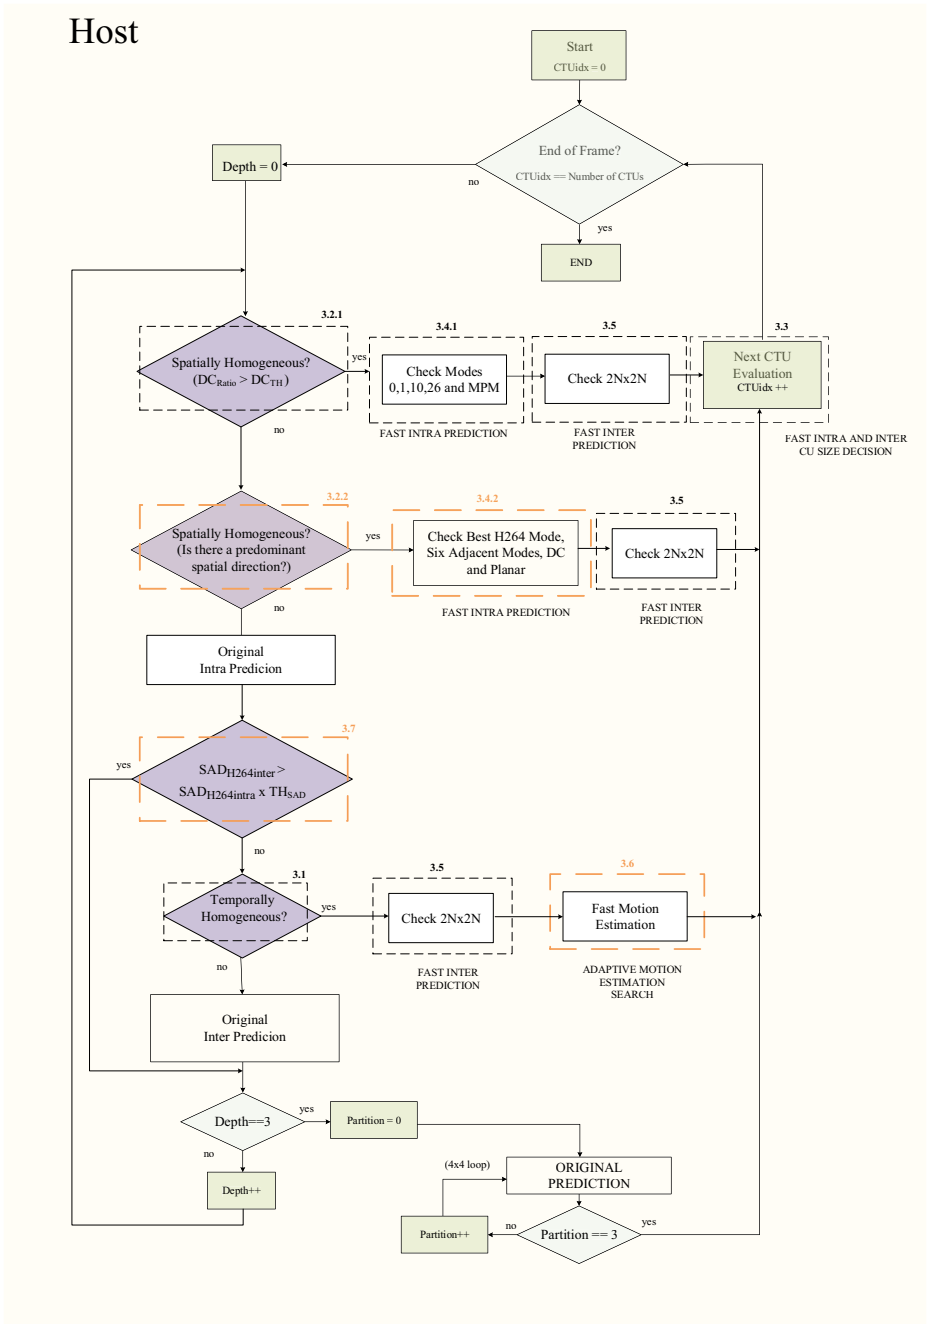 Host
Start
CTUidx = 0
End of Frame?
CTUidx == Number of CTUs
no
yes
END
Depth = 0
3.2.1
Spatially Homogeneous?
(DCRatio > DCTH )
yes
no
3.4.1
Check Modes
0,1,10,26 and MPM
FAST INTRA PREDICTION
3.5
Check 2Nx2N
FAST INTER
PREDICTION
3.3
Next CTU
Evaluation
CTUidx ++
FAST INTRA AND INTER
CU SIZE DECISION
3.2.2
Spatially Homogeneous?
(Is there a predominant
spatial direction?)
yes
no
3.4.2
Check Best H264 Mode,
Six Adjacent Modes, DC
and Planar
FAST INTRA PREDICTION
3.5
Check 2Nx2N
FAST INTER
PREDICTION
Original
Intra Predicion
3.7
SADH264inter >
SADH264intra x THSAD
yes
no
3.1
Temporally
Homogeneous?
yes
no
3.5
Check 2Nx2N
FAST INTER
PREDICTION
3.6
Fast Motion
Estimation
ADAPTIVE MOTION
ESTIMATION
SEARCH
Original
Inter Predicion
Depth==3
yes
no
Partition = 0
Depth++
(4x4 loop)
ORIGINAL
PREDICTION
Partition++
no
Partition == 3
yes